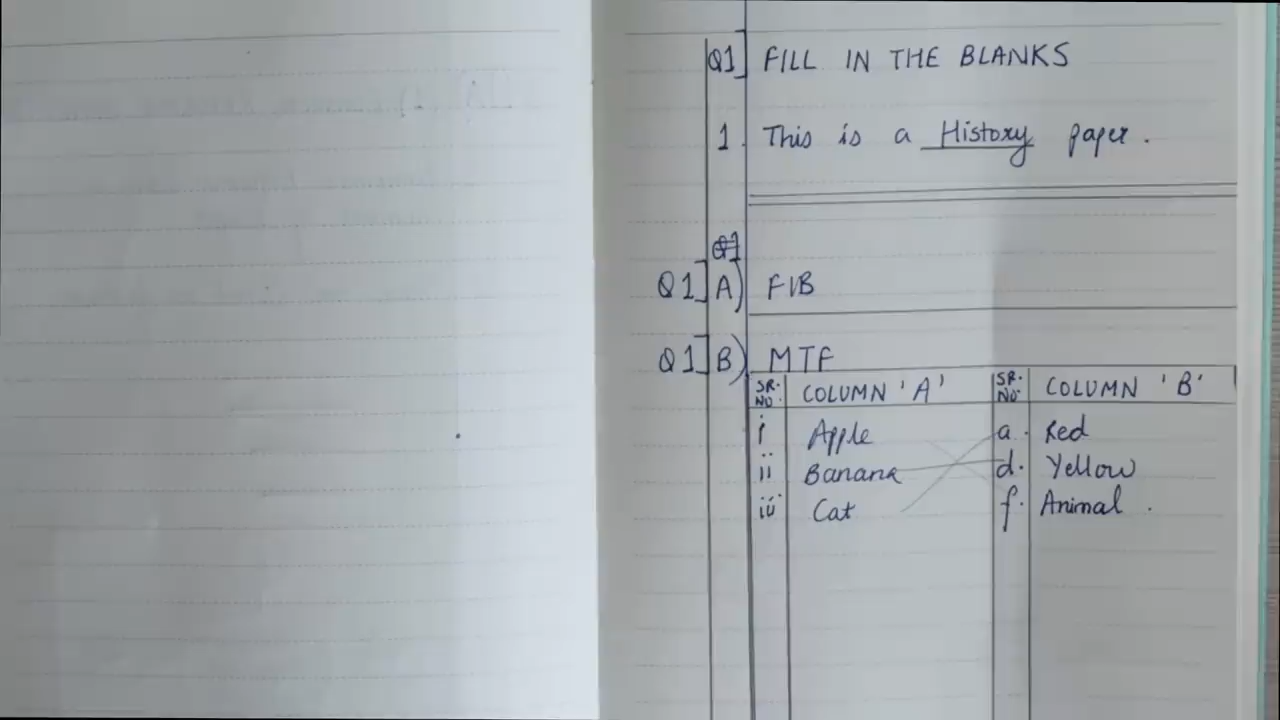 Q1] FILL IN THE BLANKS
1. This is a History paper.
Q1]
Q1] A) FIB
Q1] B) MTF
SR. NO. COLUMN 'A' SR. NO. COLUMN 'B'
i Apple a. Red
ii Banana d. Yellow
iii Cat f. Animal.